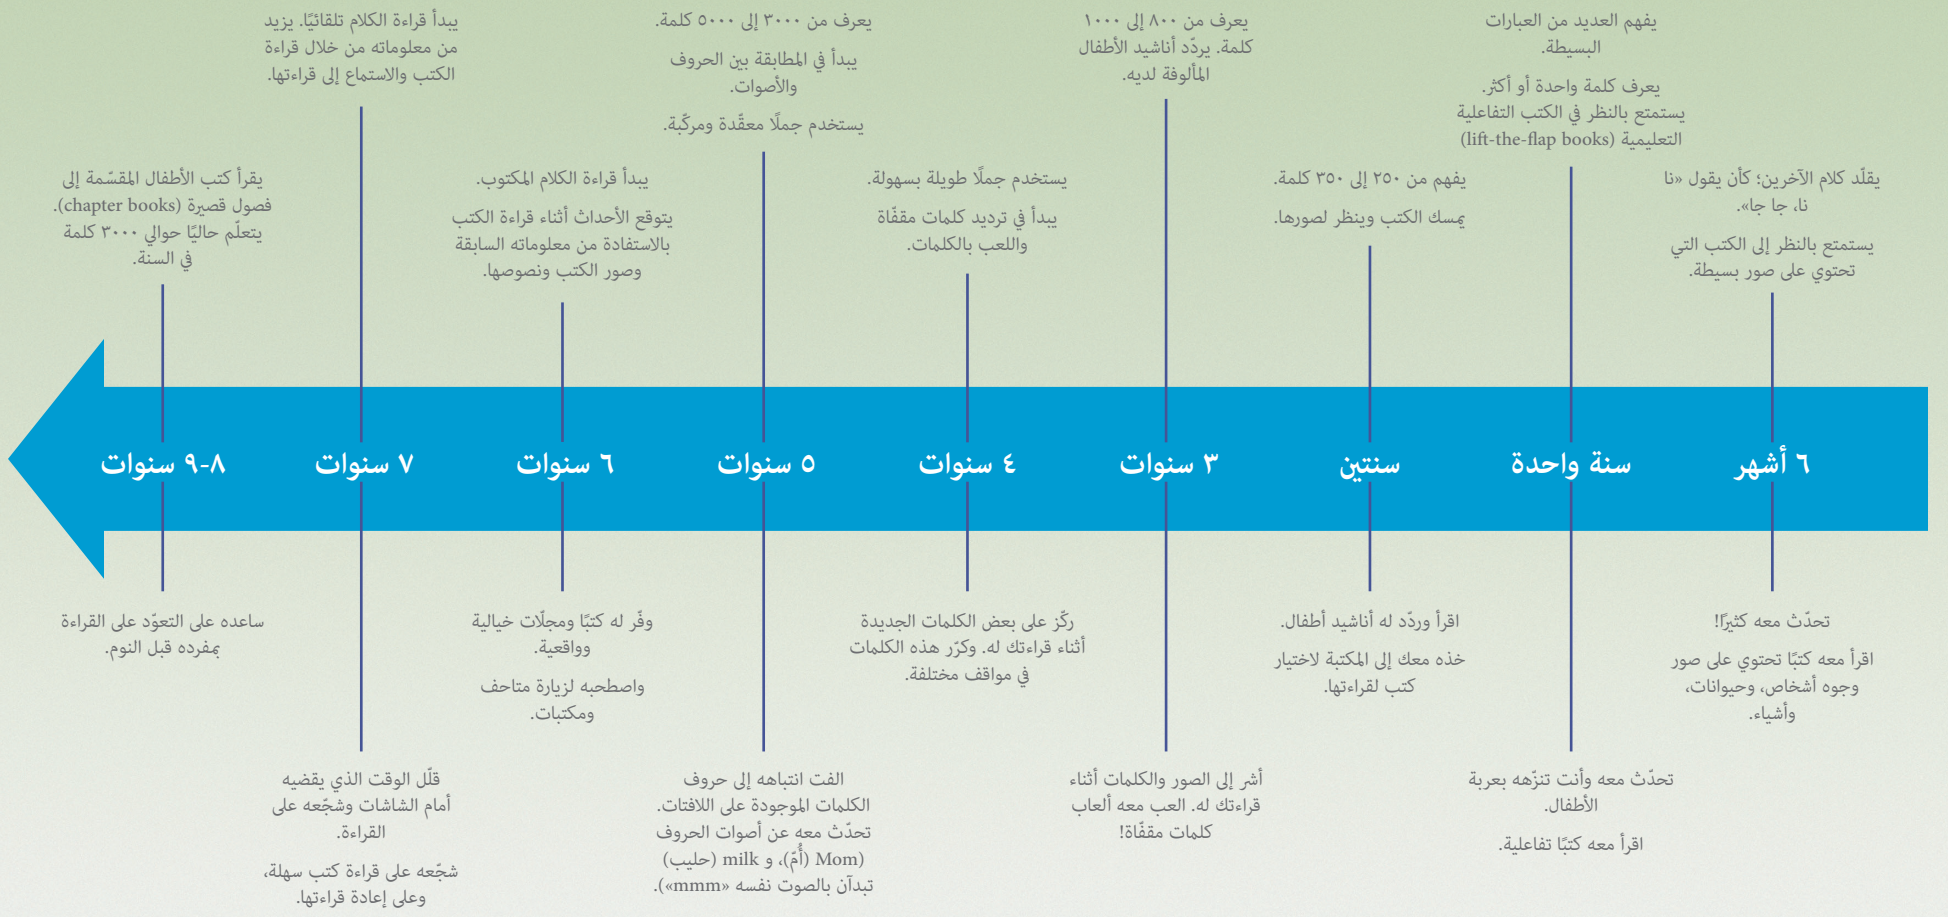 يقلّد كلام الآخرين؛ كأن يقول «نا
نا، جا جا».
يستمتع بالنظر إلى الكتب التي
تحتوي على صور بسيطة.
٦ أشهر
تحدّث معه كثيرًا!
اقرأ معه كتبًا تحتوي على صور
وجوه أشخاص، وحيوانات،
وأشياء.
يفهم العديد من العبارات
البسيطة.
يعرف كلمة واحدة أو أكثر.
يستمتع بالنظر في الكتب التفاعلية
التعليمية (lift-the-flap books)
سنة واحدة
تحدّث معه وأنت تنزّهه بعربة
الأطفال.
اقرأ معه كتبًا تفاعلية.
يفهم من ٢٥٠ إلى ٣٥٠ كلمة.
يمسك الكتب وينظر لصورها.
سنتين
اقرأ وردّد له أناشيد أطفال.
خذه معك إلى المكتبة لاختيار
كتب لقراءتها.
يعرف من ٨٠٠ إلى ١٠٠٠
كلمة. يردّد أناشيد الأطفال
المألوفة لديه.
٣ سنوات
أشر إلى الصور والكلمات أثناء
قراءتك له. العب معه ألعاب
كلمات مقفّاة!
يستخدم جملًا طويلة بسهولة.
يبدأ في ترديد كلمات مقفّاة
واللعب بالكلمات.
٤ سنوات
ركّز على بعض الكلمات الجديدة
أثناء قراءتك له. وكرّر هذه الكلمات
في مواقف مختلفة.
يعرف من ٣٠٠٠ إلى ٥٠٠٠ كلمة.
يبدأ في المطابقة بين الحروف
والأصوات.
يستخدم جملًا معقّدة ومركّبة.
٥ سنوات
الفت انتباهه إلى حروف
الكلمات الموجودة على اللافتات.
تحدّث معه عن أصوات الحروف
(Mom (أُمّ)، و milk (حليب)
تبدآن بالصوت نفسه «mmm»).
يبدأ قراءة الكلام المكتوب.
يتوقع الأحداث أثناء قراءة الكتب
بالاستفادة من معلوماته السابقة
وصور الكتب ونصوصها.
٦ سنوات
وفّر له كتبًا ومجلّات خيالية
وواقعية.
واصطحبه لزيارة متاحف
ومكتبات.
يبدأ قراءة الكلام تلقائيًا. يزيد
من معلوماته من خلال قراءة
الكتب والاستماع إلى قراءتها.
٧ سنوات
قلّل الوقت الذي يقضيه
أمام الشاشات وشجّعه على
القراءة.
شجّعه على قراءة كتب سهلة،
وعلى إعادة قراءتها.
يقرأ كتب الأطفال المقسّمة إلى
فصول قصيرة (chapter books).
يتعلّم حاليًا حوالي ٣٠٠٠ كلمة
في السنة.
٨-٩ سنوات
ساعده على التعوّد على القراءة
بمفرده قبل النوم.